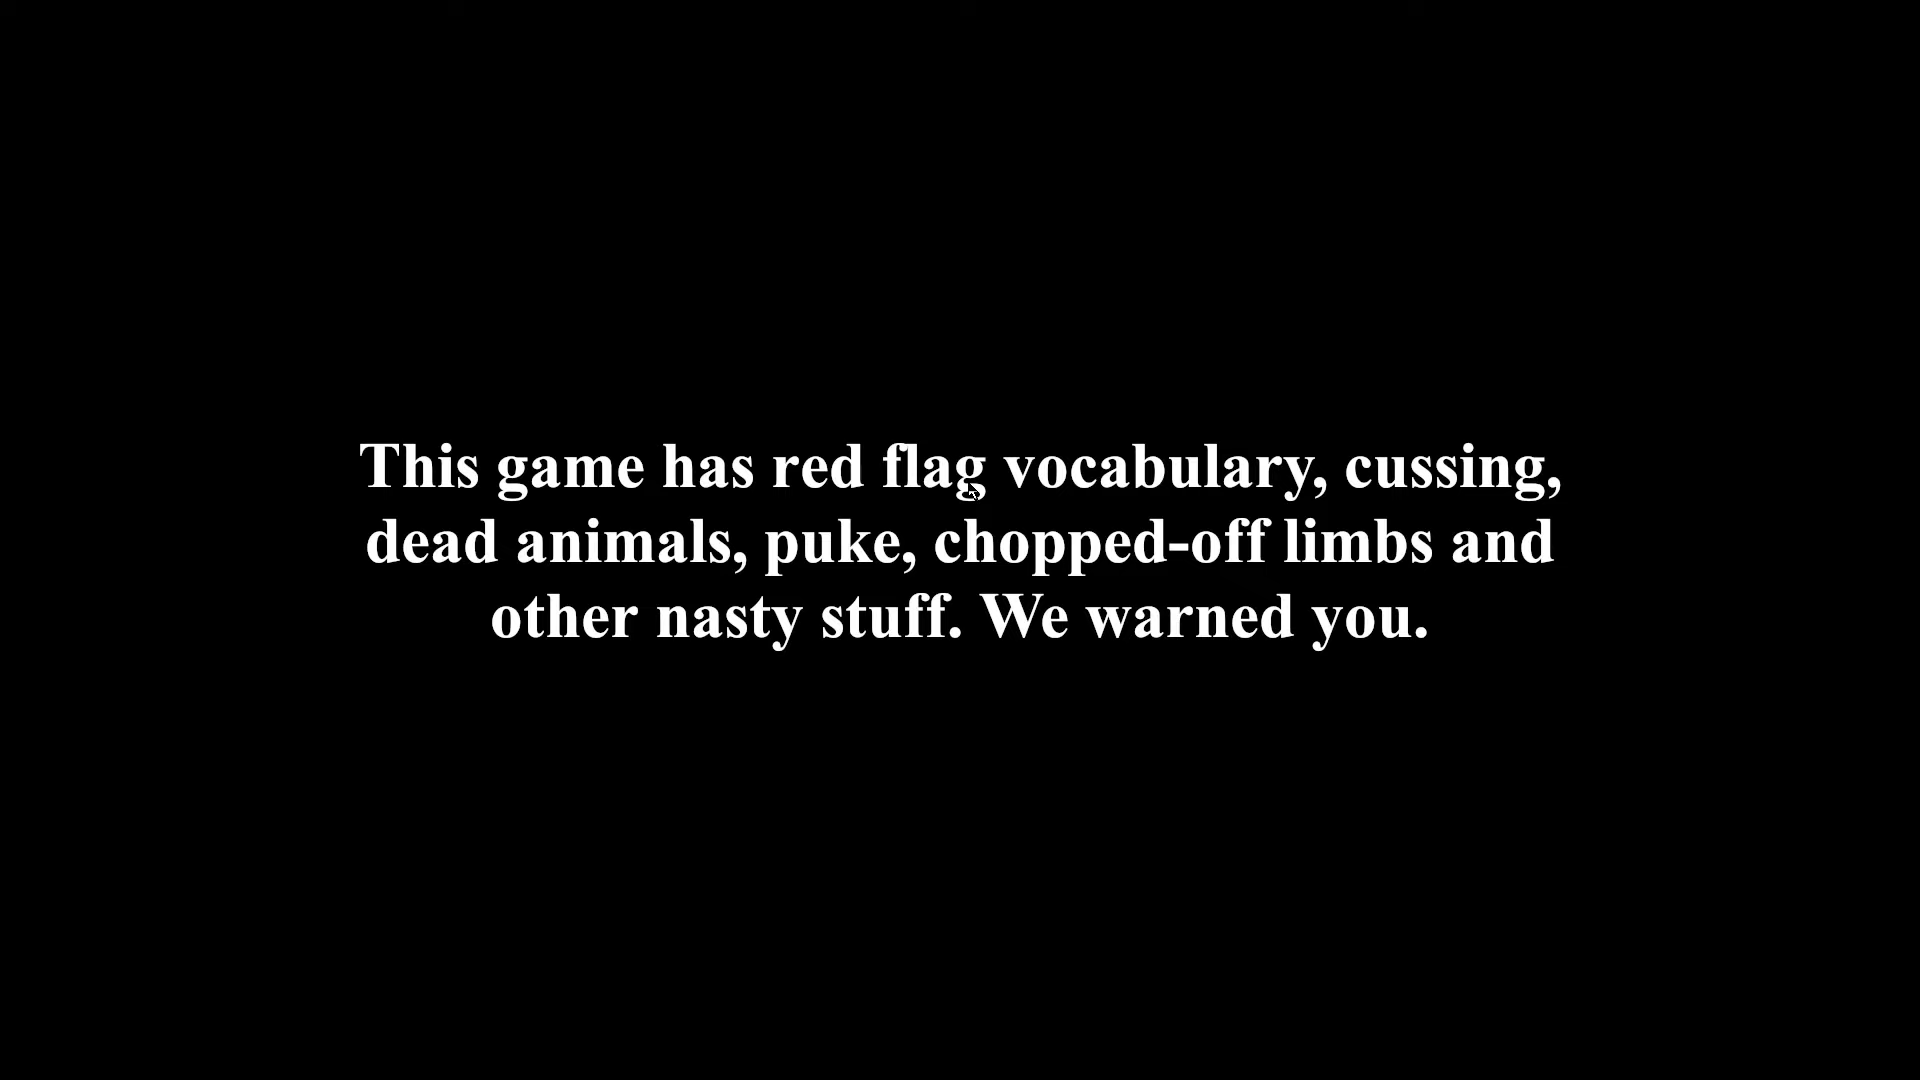 This game has red flag vocabulary, cussing,
dead animals, puke, chopped-off limbs and
other nasty stuff. We warned you.